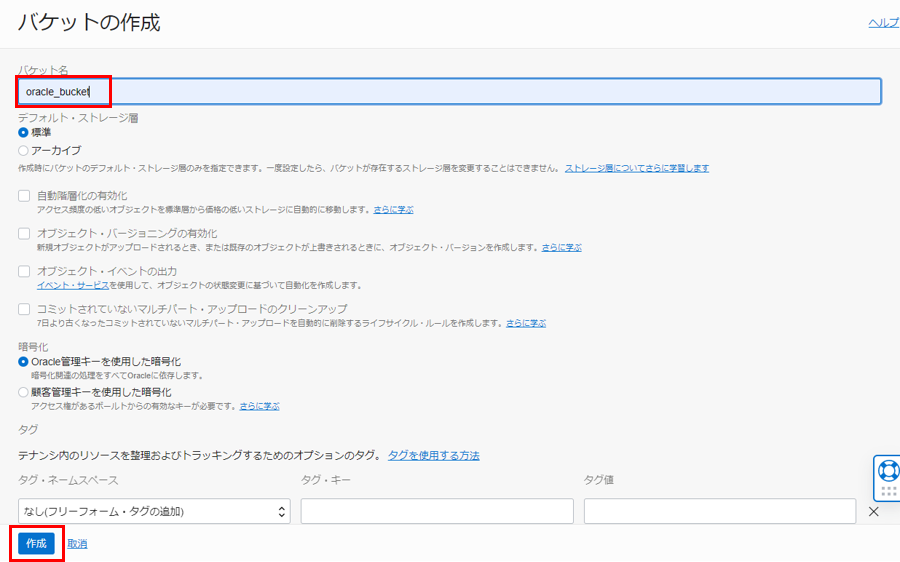 バケットの作成
ヘルプ
バケット名
oracle_bucket
デフォルト・ストレージ層
標準
アーカイブ
作成時にバケットのデフォルト・ストレージ層のみを指定できます。一度設定したら、バケットが存在するストレージ層を変更することはできません。 ストレージ層についてさらに学習します
自動階層化の有効化
アクセス頻度の低いオブジェクトを標準層から価格の低いストレージに自動的に移動します。さらに学ぶ
オブジェクト・バージョニングの有効化
新規オブジェクトがアップロードされるとき、または既存のオブジェクトが上書きされるときに、オブジェクト・バージョンを作成します。さらに学ぶ
オブジェクト・イベントの出力
イベント・サービスを使用して、オブジェクトの状態変更に基づいて自動化を作成します。
コミットされていないマルチパート・アップロードのクリーンアップ
7日より古くなったコミットされていないマルチパート・アップロードを自動的に削除するライフサイクル・ルールを作成します。さらに学ぶ
暗号化
Oracle管理キーを使用した暗号化
暗号化関連の処理をすべてOracleに依存します。
顧客管理キーを使用した暗号化
アクセス権があるボールトからの有効なキーが必要です。さらに学ぶ
タグ
テナンシ内のリソースを整理およびトラッキングするためのオプションのタグ。 タグを使用する方法
タグ・ネームスペース タグ・キー タグ値
なし(フリーフォーム・タグの追加)
作成 取消